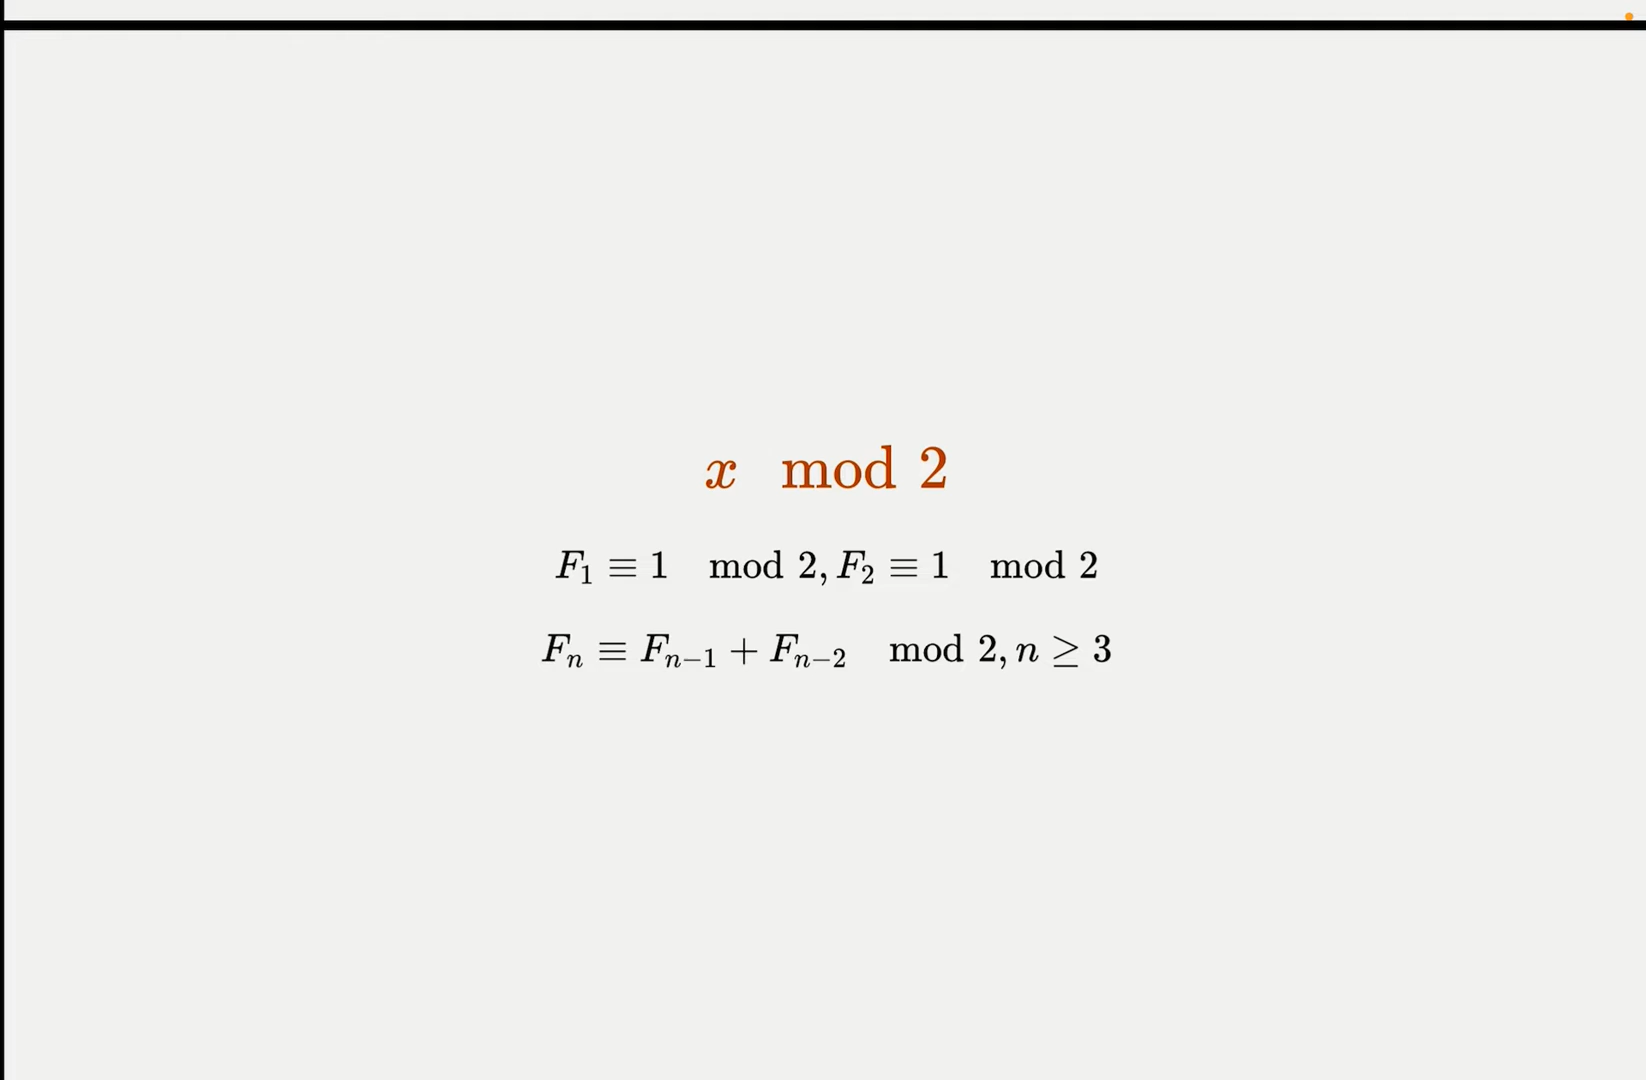 x mod 2
F₁ ≡ 1 mod 2, F₂ ≡ 1 mod 2
Fₙ ≡ Fₙ₋₁ + Fₙ₋₂ mod 2, n ≥ 3